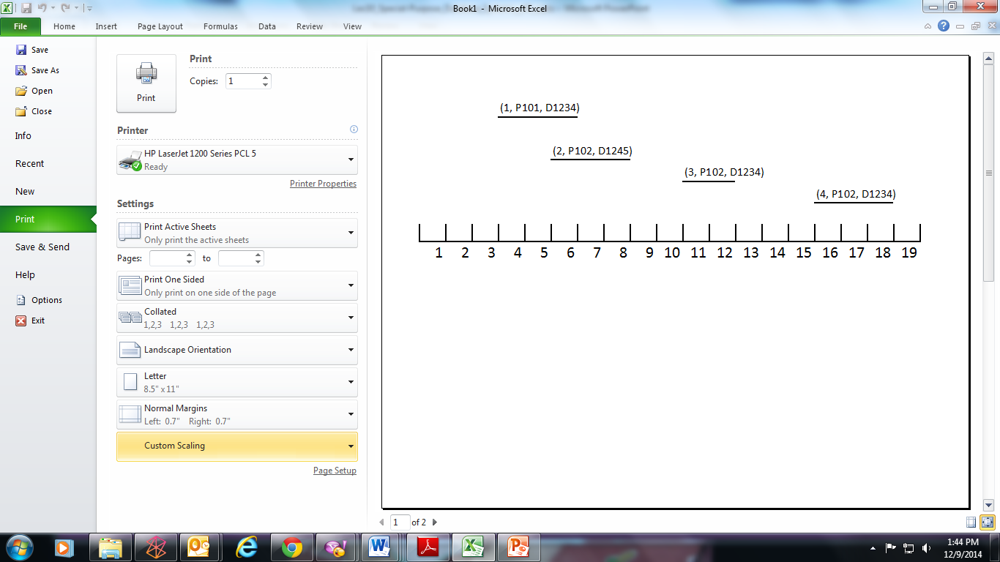 Book1 - Microsoft Excel
File Home Insert Page Layout Formulas Data Review View
Save
Save As
Open
Close
Info
Recent
New
Print
Save & Send
Help
Options
Exit
Print
Print
Copies: 1
Printer
HP LaserJet 1200 Series PCL 5
Ready
Printer Properties
Settings
Print Active Sheets
Only print the active sheets
Pages: to
Print One Sided
Only print on one side of the page
Collated
1,2,3 1,2,3 1,2,3
Landscape Orientation
Letter
8.5" x 11"
Normal Margins
Left: 0.7" Right: 0.7"
Custom Scaling
Page Setup
(1, P101, D1234)
(2, P102, D1245)
(3, P102, D1234)
(4, P102, D1234)
1 2 3 4 5 6 7 8 9 10 11 12 13 14 15 16 17 18 19
1 of 2
1:44 PM
12/9/2014